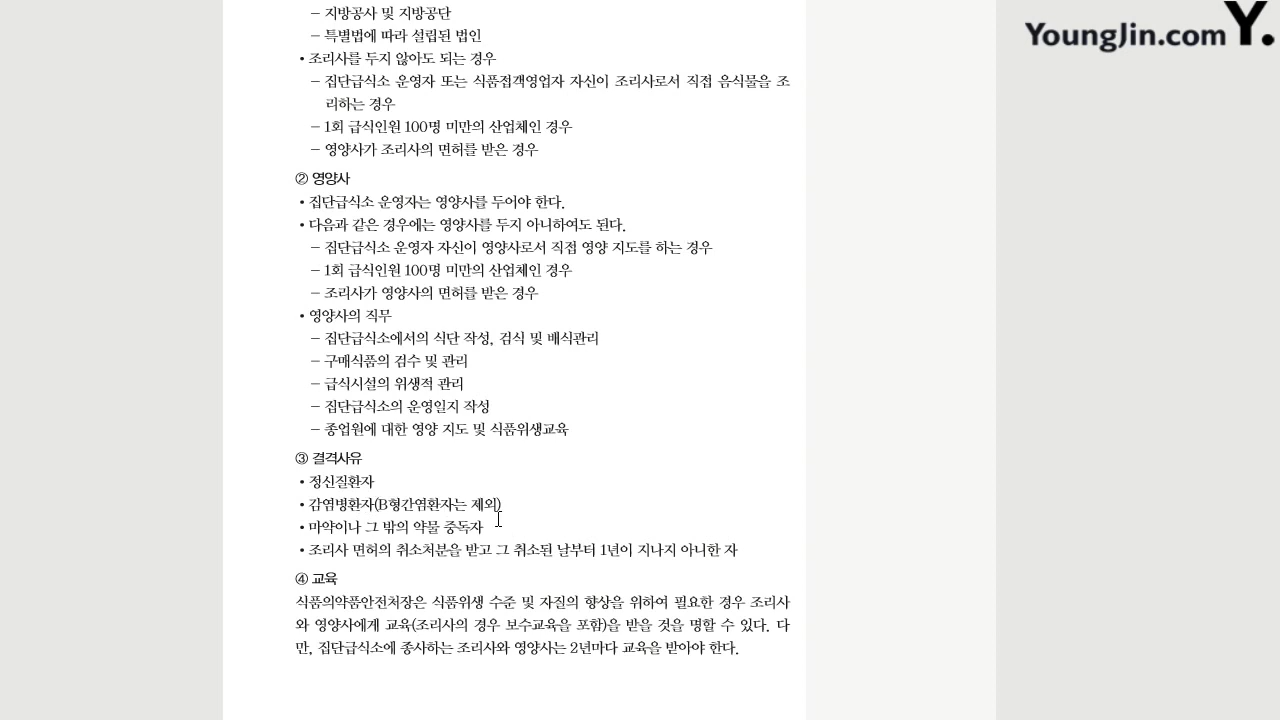 – 지방공사 및 지방공단
– 특별법에 따라 설립된 법인
• 조리사를 두지 않아도 되는 경우
– 집단급식소 운영자 또는 식품접객영업자 자신이 조리사로서 직접 음식물을 조
리하는 경우
– 1회 급식인원 100명 미만의 산업체인 경우
– 영양사가 조리사의 면허를 받은 경우
② 영양사
• 집단급식소 운영자는 영양사를 두어야 한다.
• 다음과 같은 경우에는 영양사를 두지 아니하여도 된다.
– 집단급식소 운영자 자신이 영양사로서 직접 영양 지도를 하는 경우
– 1회 급식인원 100명 미만의 산업체인 경우
– 조리사가 영양사의 면허를 받은 경우
• 영양사의 직무
– 집단급식소에서의 식단 작성, 검식 및 배식관리
– 구매식품의 검수 및 관리
– 급식시설의 위생적 관리
– 집단급식소의 운영일지 작성
– 종업원에 대한 영양 지도 및 식품위생교육
③ 결격사유
• 정신질환자
• 감염병환자(B형간염환자는 제외)
• 마약이나 그 밖의 약물 중독자
• 조리사 면허의 취소처분을 받고 그 취소된 날부터 1년이 지나지 아니한 자
④ 교육
식품의약품안전처장은 식품위생 수준 및 자질의 향상을 위하여 필요한 경우 조리사
와 영양사에게 교육(조리사의 경우 보수교육을 포함)을 받을 것을 명할 수 있다. 다
만, 집단급식소에 종사하는 조리사와 영양사는 2년마다 교육을 받아야 한다.
YoungJin.com Y.